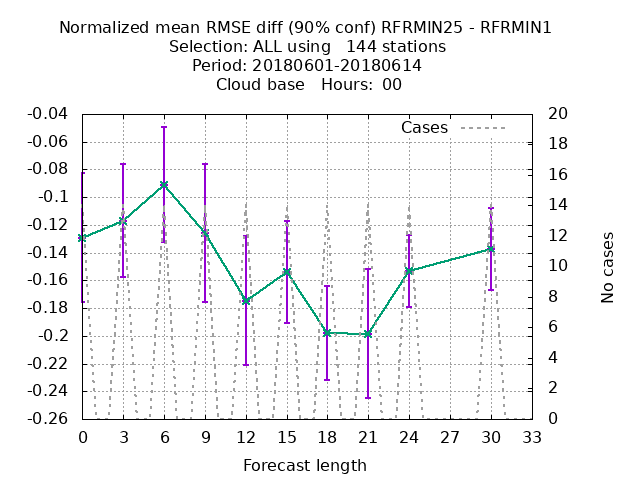 Normalized mean RMSE diff (90% conf) RFRMIN25 - RFRMIN1
Selection: ALL using 144 stations
Period: 20180601-20180614
Cloud base Hours: 00
Cases
-0.04
-0.06
-0.08
-0.1
-0.12
-0.14
-0.16
-0.18
-0.2
-0.22
-0.24
-0.26
20
18
16
14
12
10
8
6
4
2
0
No cases
0 3 6 9 12 15 18 21 24 27 30 33
Forecast length